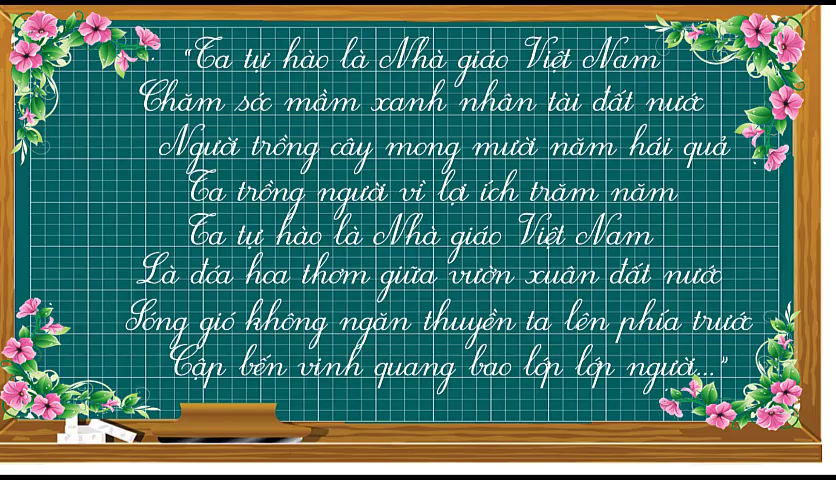 “Ta tự hào là Nhà giáo Việt Nam
Chăm sóc mầm xanh nhân tài đất nước
Người trồng cây mong mười năm hái quả
Ta trồng người vì lợi ích trăm năm
Ta tự hào là Nhà giáo Việt Nam
Là đóa hoa thơm giữa vườn xuân đất nước
Sóng gió không ngăn thuyền ta lên phía trước
Cập bến vinh quang bao lớp lớp người...”